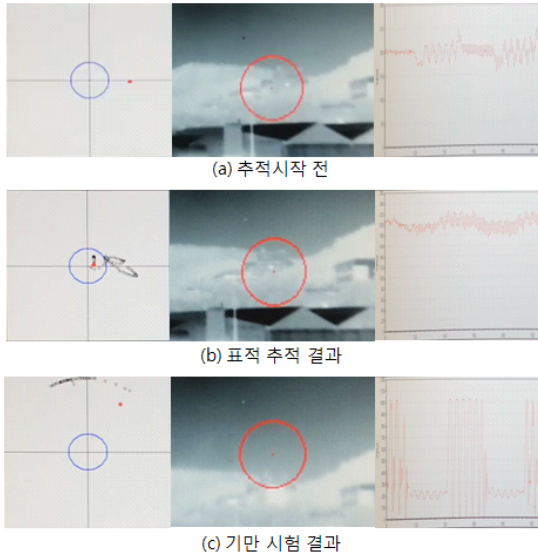 (a) 추적시작 전
(b) 표적 추적 결과
(c) 기만 시험 결과